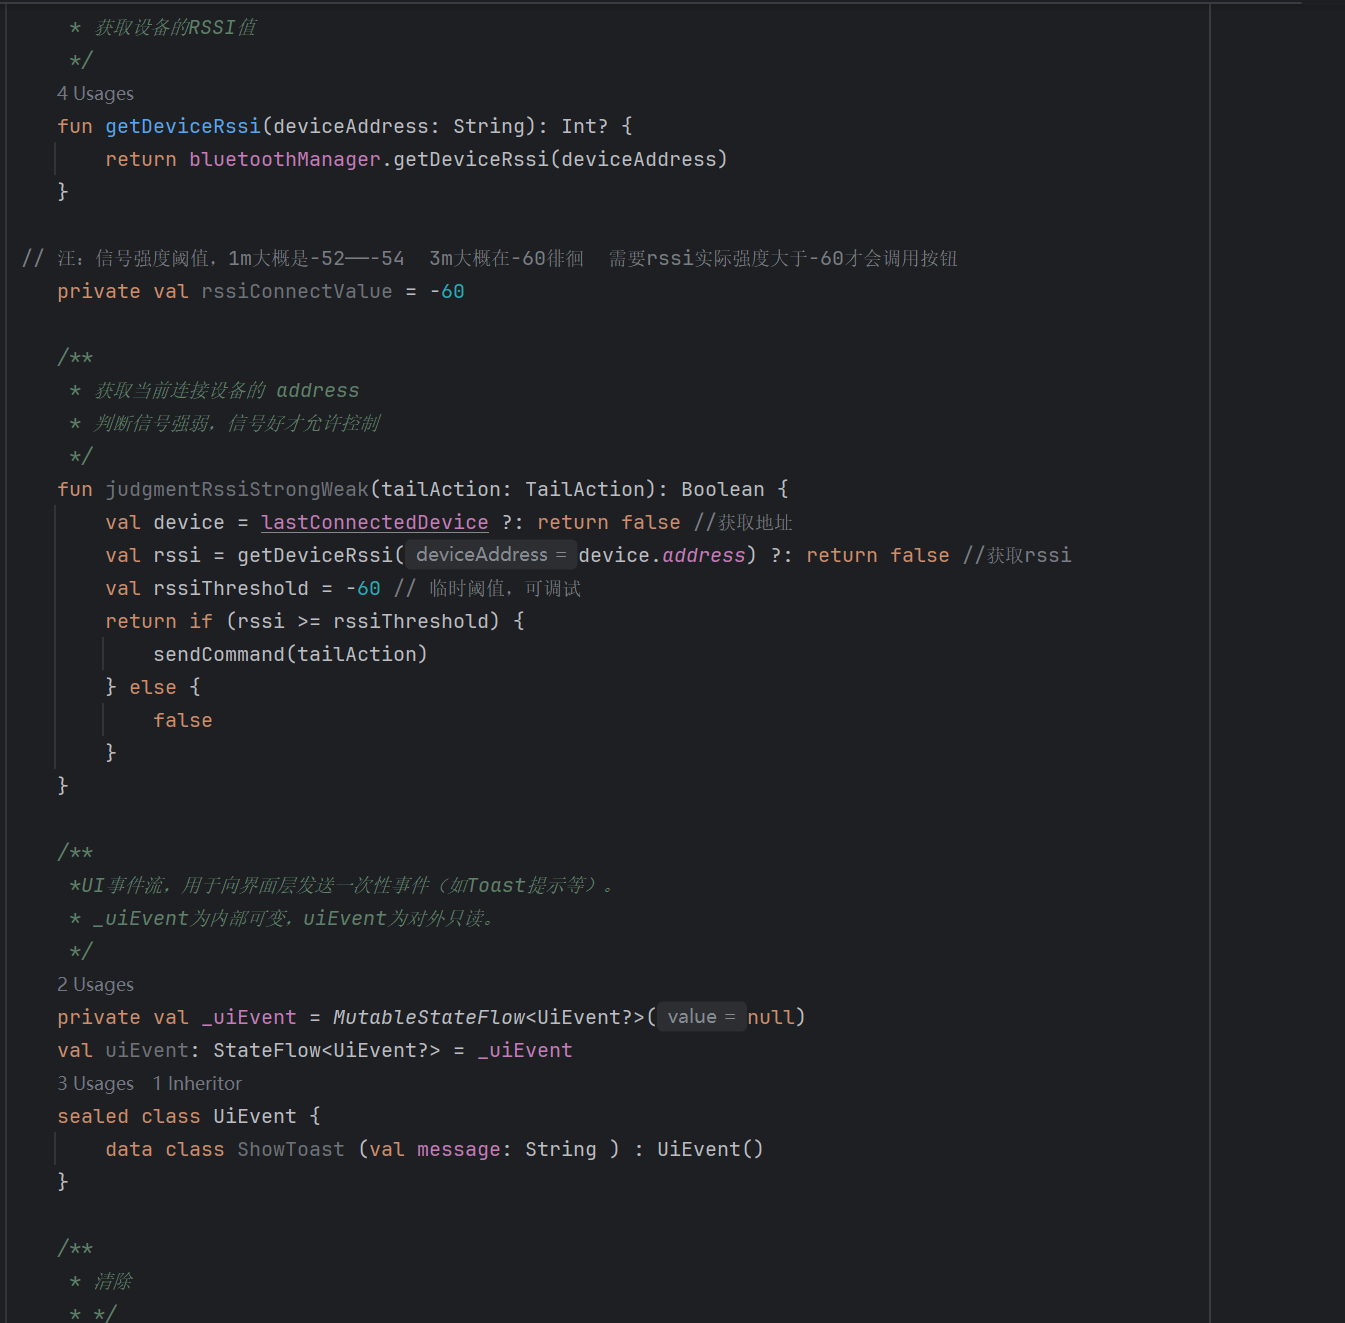 * 获取设备的RSSI值
*/
4 Usages
fun getDeviceRssi(deviceAddress: String): Int? {
return bluetoothManager.getDeviceRssi(deviceAddress)
}
// 汪：信号强度阈值，1m大概是-52——-54  3m大概在-60徘徊  需要rssi实际强度大于-60才会调用按钮
private val rssiConnectValue = -60
/**
* 获取当前连接设备的 address
* 判断信号强弱，信号好才允许控制
*/
fun judgmentRssiStrongWeak(tailAction: TailAction): Boolean {
val device = lastConnectedDevice ?: return false //获取地址
val rssi = getDeviceRssi( deviceAddress = device.address) ?: return false //获取rssi
val rssiThreshold = -60 // 临时阈值，可调试
return if (rssi >= rssiThreshold) {
sendCommand(tailAction)
} else {
false
}
}
/**
*UI事件流，用于向界面层发送一次性事件（如Toast提示等）。
* _uiEvent为内部可变，uiEvent为对外只读。
*/
2 Usages
private val _uiEvent = MutableStateFlow<UiEvent?>( value = null)
val uiEvent: StateFlow<UiEvent?> = _uiEvent
3 Usages  1 Inheritor
sealed class UiEvent {
data class ShowToast (val message: String ) : UiEvent()
}
/**
* 清除
* */